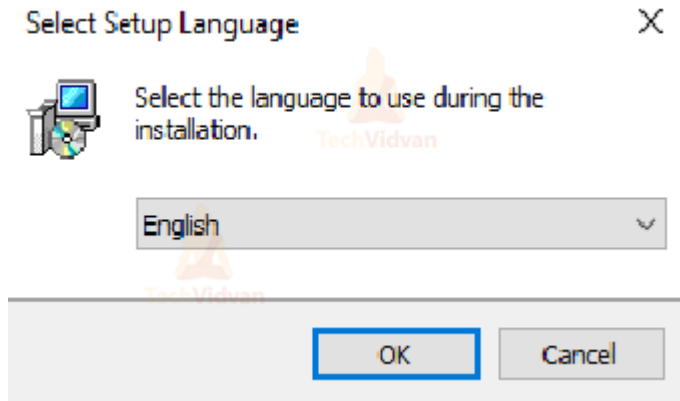 Select Setup Language
Select the language to use during the
installation.
TechVidvan
English
TechVidvan
OK
Cancel